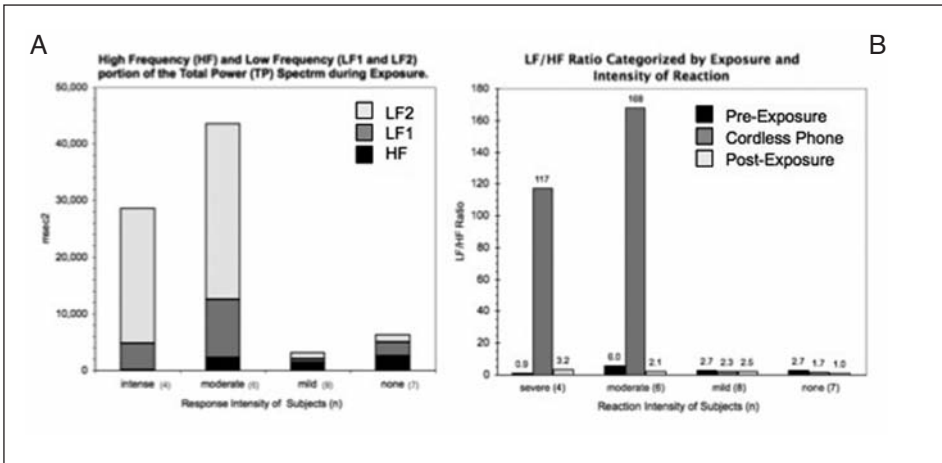 A
High Frequency (HF) and Low Frequency (LF1 and LF2)
portion of the Total Power (TP) Spectrm during Exposure.
50,000
40,000
30,000
20,000
10,000
0
msec2
LF2
LF1
HF
intense (4) moderate (6) mild (8) none (7)
Response Intensity of Subjects (n)
B
LF/HF Ratio Categorized by Exposure and
Intensity of Reaction
180
160
140
120
100
80
60
40
20
0
LF/HF Ratio
Pre-Exposure
Cordless Phone
Post-Exposure
0.9 117 3.2 6.0 168 2.1 2.7 2.3 2.5 2.7 1.7 1.0
severe (4) moderate (6) mild (8) none (7)
Reaction Intensity of Subjects (n)